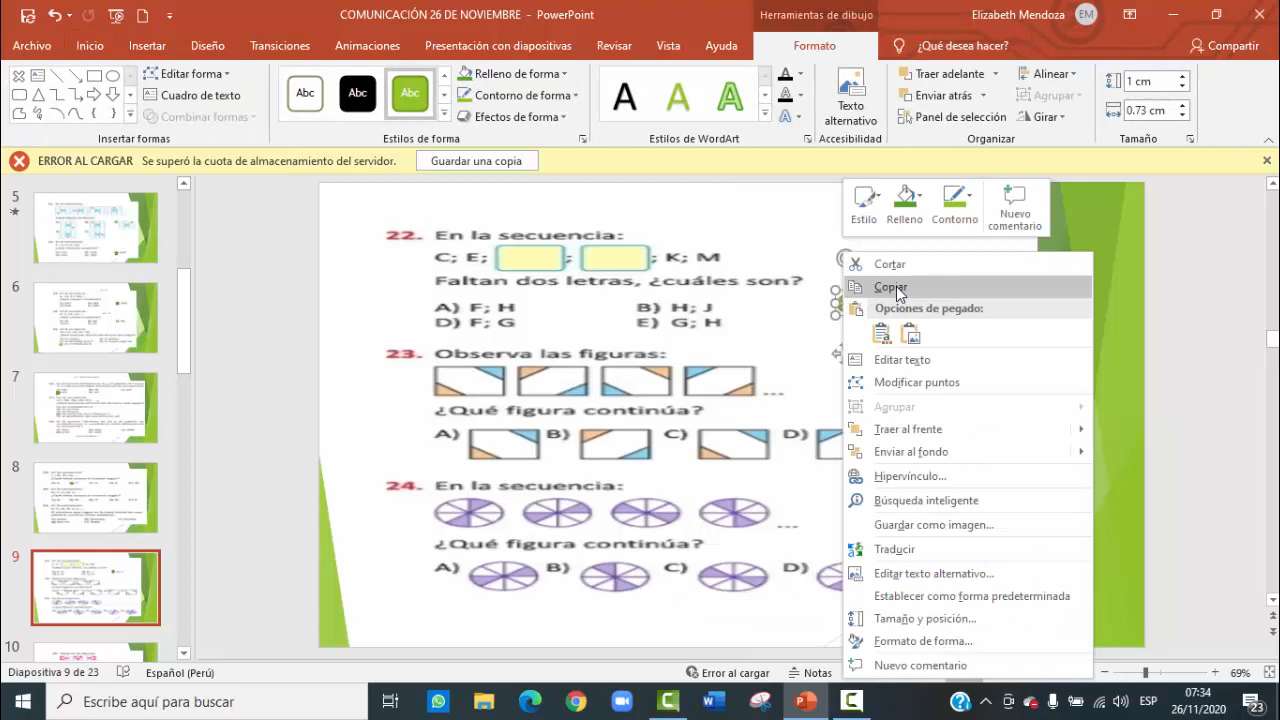 COMUNICACIÓN 26 DE NOVIEMBRE - PowerPoint
Herramientas de dibujo
Elizabeth Mendoza
EM
Archivo
Inicio
Insertar
Diseño
Transiciones
Animaciones
Presentación con diapositivas
Revisar
Vista
Ayuda
Formato
¿Qué desea hacer?
Compartir
Editar forma
Cuadro de texto
Combinar formas
Insertar formas
Abc
Abc
Abc
Relleno de forma
Contorno de forma
Efectos de forma
Estilos de forma
A
A
A
Estilos de WordArt
Texto
alternativo
Accesibilidad
Traer adelante
Enviar atrás
Panel de selección
Alinear
Agrupar
Girar
Organizar
1 cm
0.73 cm
Tamaño
ERROR AL CARGAR
Se superó la cuota de almacenamiento del servidor.
Guardar una copia
5
6
7
8
9
10
22. En la secuencia:
C; E; ; ; K; M
Faltan dos letras, ¿cuáles son?
A) F; H B) H; J
D) F; G E) G; H
23. Observa las figuras:
...
¿Qué figura continúa?
A) B) C) D)
24. En la secuencia:
...
¿Qué figura continúa?
A) B) C) D)
Estilo
Relleno
Contorno
Nuevo
comentario
Cortar
Copiar
Opciones de pegado:
Editar texto
Modificar puntos
Agrupar
Traer al frente
Enviar al fondo
Hipervínculo...
Búsqueda inteligente
Guardar como imagen...
Traducir
Editar texto alternativo...
Establecer como forma predeterminada
Tamaño y posición...
Formato de forma...
Nuevo comentario
Diapositiva 9 de 23
Español (Perú)
Error al cargar
Notas
69%
Escribe aquí para buscar
ESP
07:34
26/11/2020
23